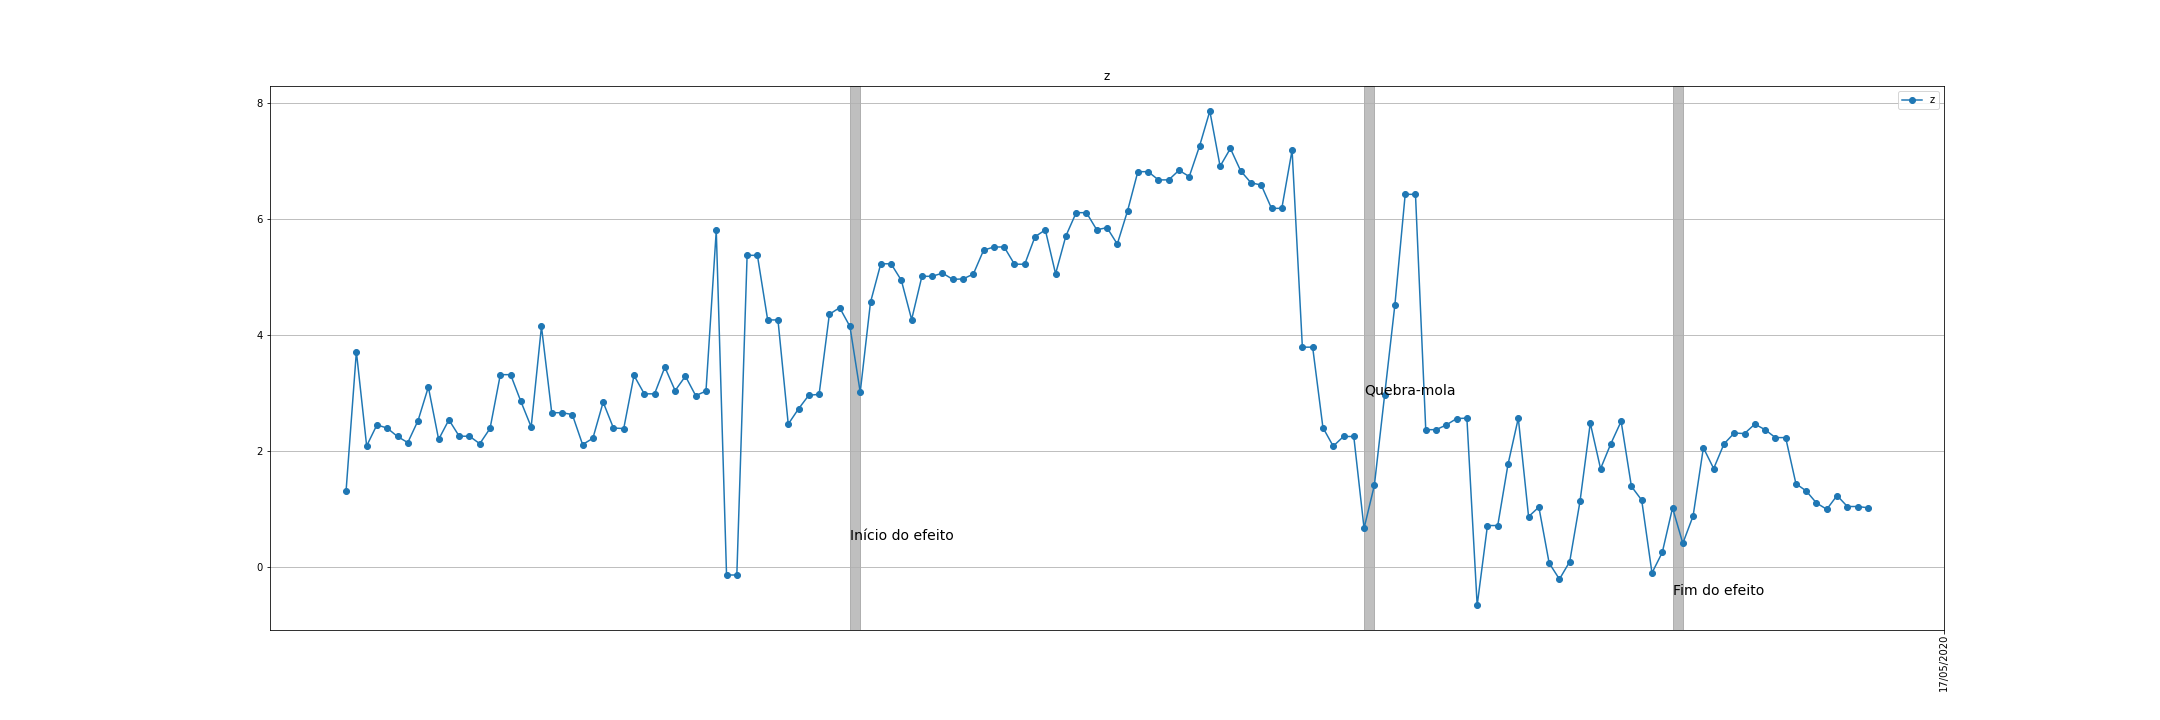 z
z
8
6
4
2
0
Quebra-mola
Início do efeito
Fim do efeito
17/05/2020